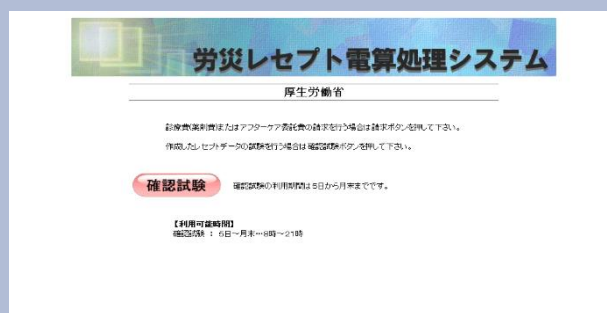 労災レセプト電算処理システム
厚生労働省
診療費(薬剤費)またはアフターケア委託費の請求を行う場合は請求ボタンを押して下さい。
作成したレセプトデータの試験を行う場合は確認試験ボタンを押して下さい。
確認試験 確認試験の利用期間は5日から月末までです。
【利用可能時間】
確認試験 : 5日～月末…8時～21時